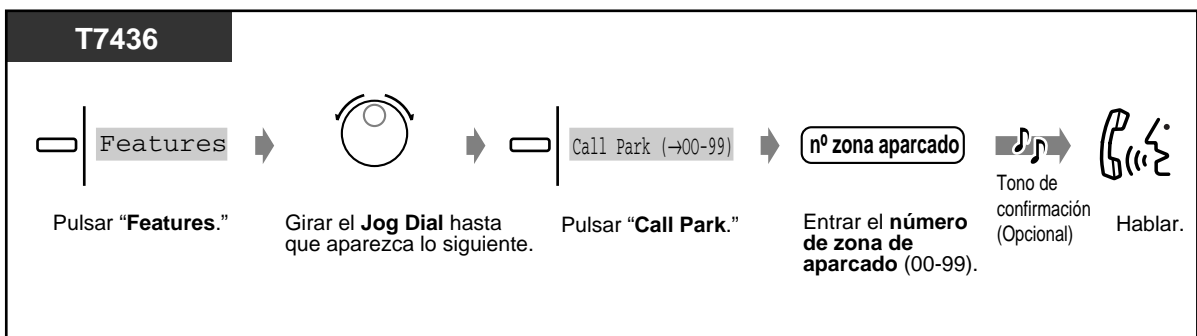 T7436
Features
Call Park (→00-99)
nº zona aparcado
Pulsar “Features.”
Girar el Jog Dial hasta
que aparezca lo siguiente.
Pulsar “Call Park.”
Entrar el número
de zona de
aparcado (00-99).
Tono de
confirmación
(Opcional)
Hablar.